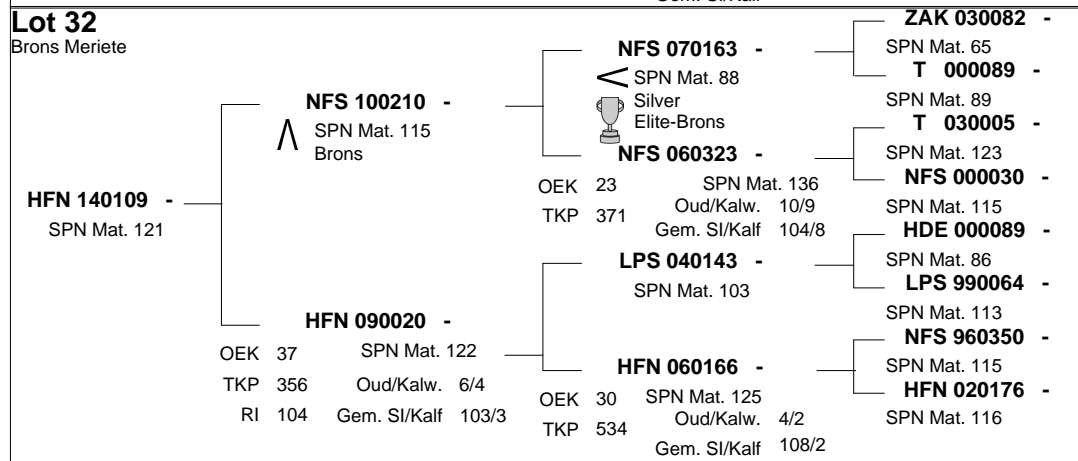 Lot 32
Brons Meriete
ZAK 030082 -
SPN Mat. 65
NFS 070163 -
SPN Mat. 88
Silver
Elite-Brons
T 000089 -
SPN Mat. 89
NFS 100210 -
SPN Mat. 115
Brons
T 030005 -
SPN Mat. 123
NFS 060323 -
OEK 23 SPN Mat. 136
TKP 371 Oud/Kalw. 10/9
Gem. SI/Kalf 104/8
NFS 000030 -
SPN Mat. 115
HFN 140109 -
SPN Mat. 121
HDE 000089 -
SPN Mat. 86
LPS 040143 -
SPN Mat. 103
LPS 990064 -
SPN Mat. 113
HFN 090020 -
OEK 37 SPN Mat. 122
TKP 356 Oud/Kalw. 6/4
RI 104 Gem. SI/Kalf 103/3
NFS 960350 -
SPN Mat. 115
HFN 060166 -
OEK 30 SPN Mat. 125
TKP 534 Oud/Kalw. 4/2
Gem. SI/Kalf 108/2
HFN 020176 -
SPN Mat. 116